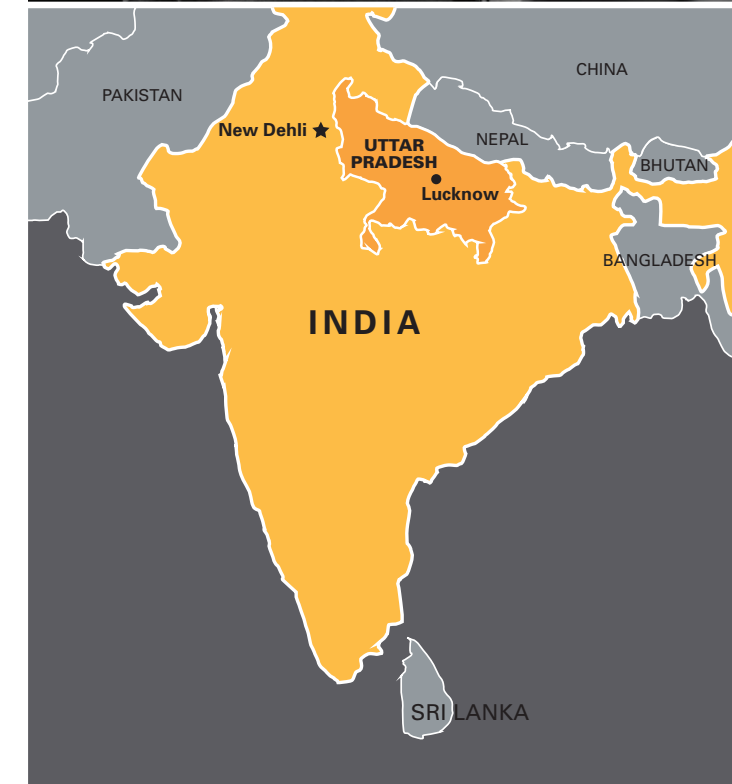 CHINA
PAKISTAN
New Dehli
NEPAL
UTTAR
PRADESH
BHUTAN
Lucknow
BANGLADESH
INDIA
SRI LANKA